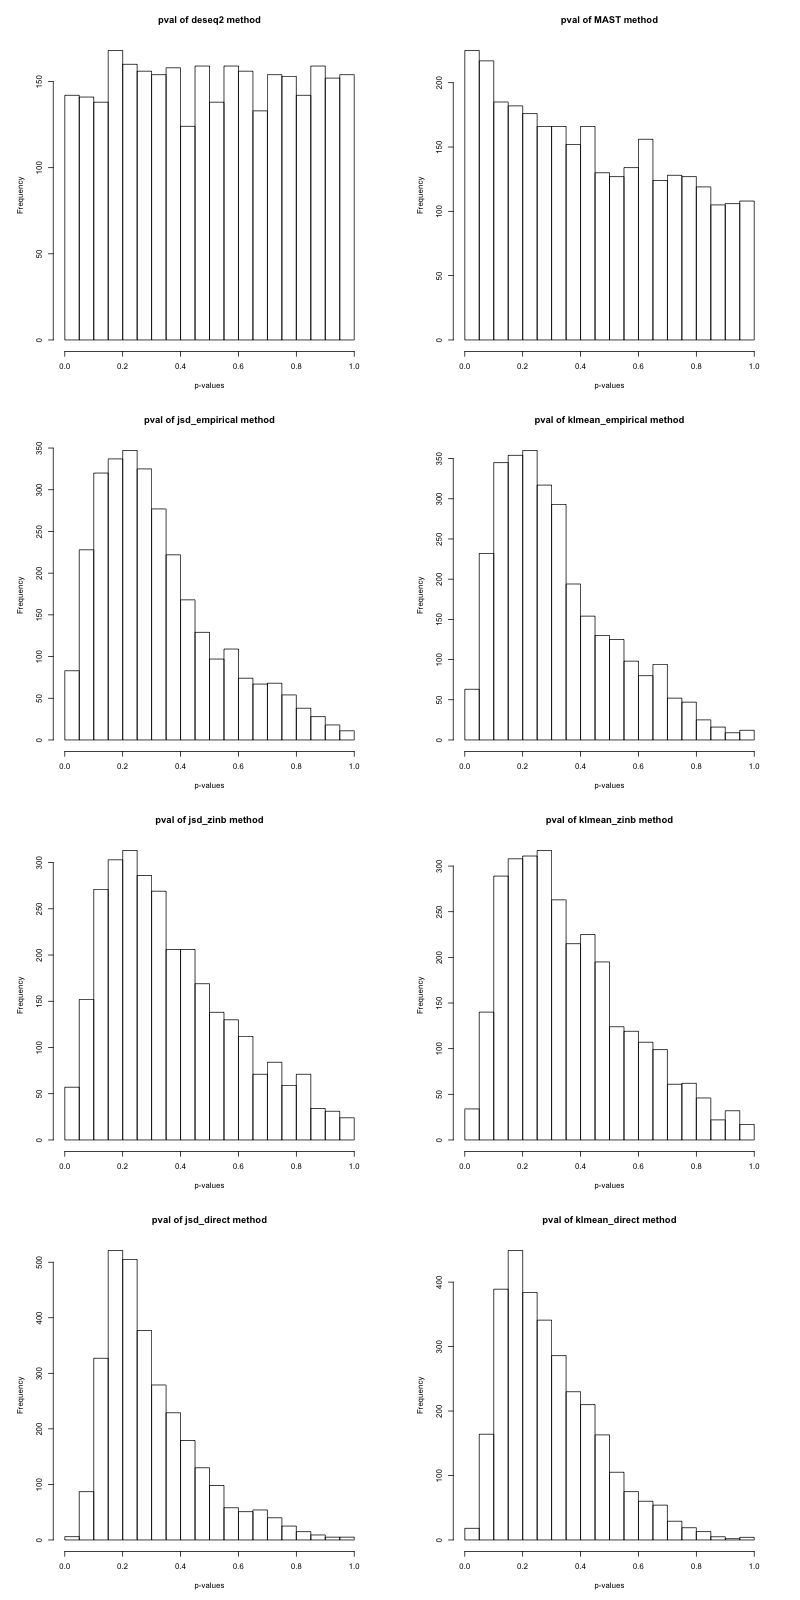 pval of deseq2 method
Frequency
0 50 100 150
0.0 0.2 0.4 0.6 0.8 1.0
p-values
pval of MAST method
Frequency
0 50 100 150 200
0.0 0.2 0.4 0.6 0.8 1.0
p-values
pval of jsd_empirical method
Frequency
0 50 100 150 200 250 300 350
0.0 0.2 0.4 0.6 0.8 1.0
p-values
pval of klmean_empirical method
Frequency
0 50 100 150 200 250 300 350
0.0 0.2 0.4 0.6 0.8 1.0
p-values
pval of jsd_zinb method
Frequency
0 50 100 150 200 250 300
0.0 0.2 0.4 0.6 0.8 1.0
p-values
pval of klmean_zinb method
Frequency
0 50 100 150 200 250 300
0.0 0.2 0.4 0.6 0.8 1.0
p-values
pval of jsd_direct method
Frequency
0 100 200 300 400 500
0.0 0.2 0.4 0.6 0.8 1.0
p-values
pval of klmean_direct method
Frequency
0 100 200 300 400
0.0 0.2 0.4 0.6 0.8 1.0
p-values